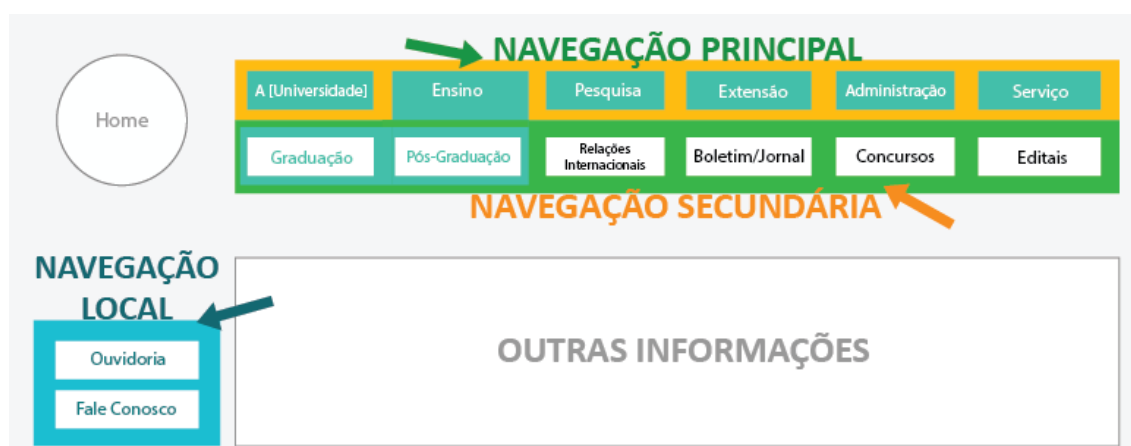 NAVEGAÇÃO PRINCIPAL
Home
A [Universidade]
Ensino
Pesquisa
Extensão
Administração
Serviço
Graduação
Pós-Graduação
Relações
Internacionais
Boletim/Jornal
Concursos
Editais
NAVEGAÇÃO SECUNDÁRIA
NAVEGAÇÃO
LOCAL
Ouvidoria
Fale Conosco
OUTRAS INFORMAÇÕES